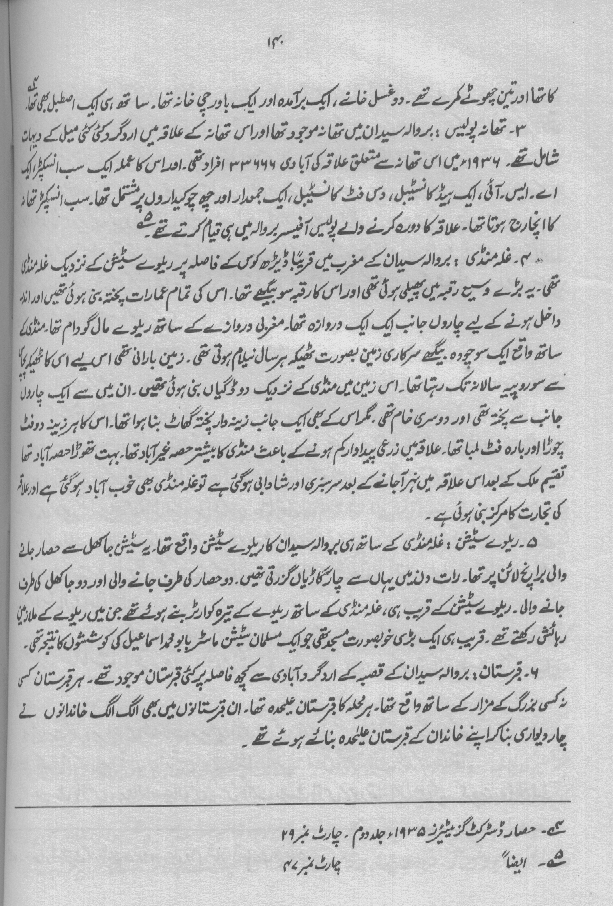 ۱۴۰
کا تھا اور تین چھوٹے کمرے تھے۔ دو غسل خانے، ایک برآمدہ اور ایک باورچی خانہ تھا۔ ساتھ ہی ایک اصطبل بھی تھا۔
۳۔ تھانہ پولیس : بروالہ سیدان میں تھانہ موجود تھا اور اس تھانہ کے علاقہ میں اردگرد کئی کئی میل کے دیہات
شامل تھے۔ ۱۹۳۶ء میں اس تھانہ سے متعلق علاقہ کی آبادی ۳۳۶۶۶ افراد تھی۔ اور اس کا عملہ ایک سب انسپکٹر، ایک
اے۔ ایس۔ آئی، ایک ہیڈ کانسٹیبل، دس فٹ کانسٹیبل، ایک جمعدار اور چھ چوکیداروں پر مشتمل تھا۔ سب انسپکٹر تھانہ
کا انچارج ہوتا تھا۔ علاقہ کا دورہ کرنے والے پولیس آفیسر بروالہ میں ہی قیام کرتے تھے۔ ۵
۴۔ غلہ منڈی : بروالہ سیدان کے مغرب میں قریباً ڈیڑھ کوس کے فاصلہ پر ریلوے سٹیشن کے نزدیک غلہ منڈی
تھی۔ یہ بڑے وسیع رقبہ میں پھیلی ہوئی تھی اور اس کا رقبہ سو بیگھے تھا۔ اس کی تمام عمارات پختہ بنی ہوئی تھیں اور اندر
داخل ہونے کے لیے چاروں جانب ایک ایک دروازہ تھا۔ مغربی دروازے کے ساتھ ریلوے مال گودام تھا۔ منڈی کے
ساتھ واقع ایک سو چودہ بیگھے سرکاری زمین بصورت ٹھیکہ ہر سال نیلام ہوتی تھی۔ زمین بارانی تھی اس لیے اس کا ٹھیکہ
سے سو روپیہ سالانہ تک رہتا تھا۔ اس زمین میں منڈی کے نزدیک دو ڈگیاں بنی ہوئی تھیں۔ ان میں سے ایک چاروں
جانب سے پختہ تھی اور دوسری خام تھی، مگر اس کے بھی ایک جانب زینہ دار پختہ گھاٹ بنا ہوا تھا۔ اس کا ہر زینہ دو فٹ
چوڑا اور بارہ فٹ لمبا تھا۔ علاقہ میں زرعی پیداوار کم ہونے کے باعث منڈی کا بیشتر حصہ غیر آباد تھا۔ بہت تھوڑا حصہ آباد تھا
تقسیم ملک کے بعد اس علاقہ میں نہر آجانے کے بعد سرسبزی اور شادابی ہو گئی ہے تو غلہ منڈی بھی خوب آباد ہو گئی ہے اور علاقہ
کی تجارت کا مرکز بنی ہوئی ہے۔
۵۔ ریلوے سٹیشن : غلہ منڈی کے ساتھ ہی بروالہ سیدان کا ریلوے سٹیشن واقع تھا۔ یہ سٹیشن جاکھل سے حصار جانے
والی برانچ لائن پر تھا۔ رات دن میں یہاں سے چار گاڑیاں گزرتی تھیں۔ دو حصار کی طرف جانے والی اور دو جاکھل کی طرف
جانے والی۔ ریلوے سٹیشن کے قریب ہی، غلہ منڈی کے ساتھ ریلوے کے تیرہ کوارٹر بنے ہوئے تھے جن میں ریلوے کے ملازمین
رہائش رکھتے تھے۔ قریب ہی ایک بڑی خوبصورت مسجد تھی جو ایک مسلمان سٹیشن ماسٹر بابو محمد اسماعیل کی کوششوں کا نتیجہ تھی۔
۶۔ قبرستان : بروالہ سیدان کے قصبہ کے اردگرد آبادی سے کچھ فاصلہ پر کئی قبرستان موجود تھے۔ ہر قبرستان کسی
نہ کسی بزرگ کے مزار کے ساتھ واقع تھا۔ ہر محلہ کا قبرستان علیحدہ تھا۔ ان قبرستانوں میں بھی الگ الگ خاندانوں نے
چار دیواری بنا کر اپنے خاندان کے قبرستان علیحدہ بنائے ہوئے تھے۔
۴۔ حصار ڈسٹرکٹ گزیٹیئرز ۱۹۳۵ء جلد دوم۔ چارٹ نمبر ۲۹
۵۔ ایضاً چارٹ نمبر ۴۷